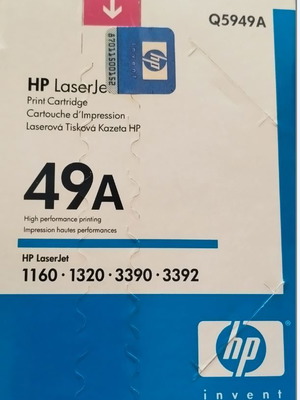 Q5949A
HP LaserJe
Print Cartridge
Cartouche d'Impression
Laserová Tisková Kazeta HP
49A
High performance printing
Impression hautes performances
HP LaserJet
1160 · 1320 · 3390 · 3392
hp
invent